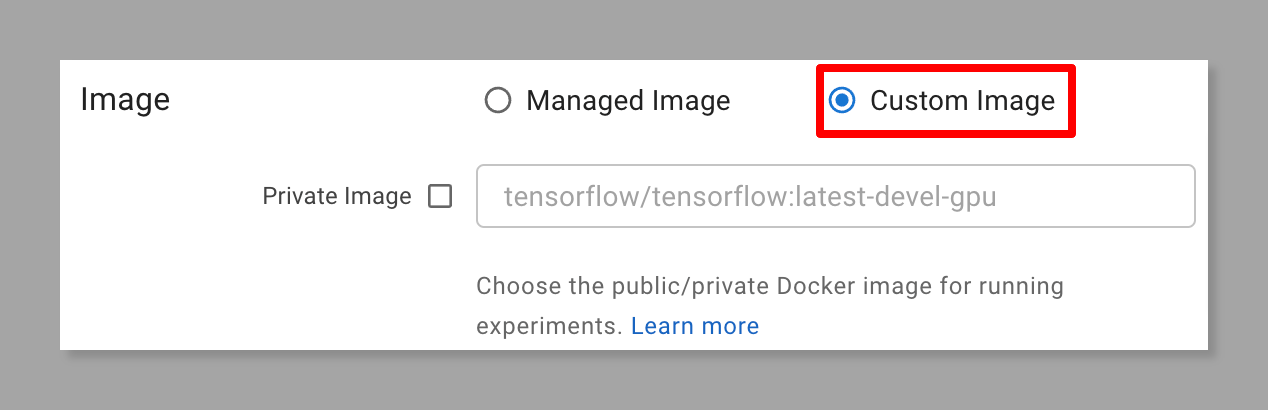 Image
Managed Image
Custom Image
Private Image
tensorflow/tensorflow:latest-devel-gpu
Choose the public/private Docker image for running
experiments. Learn more